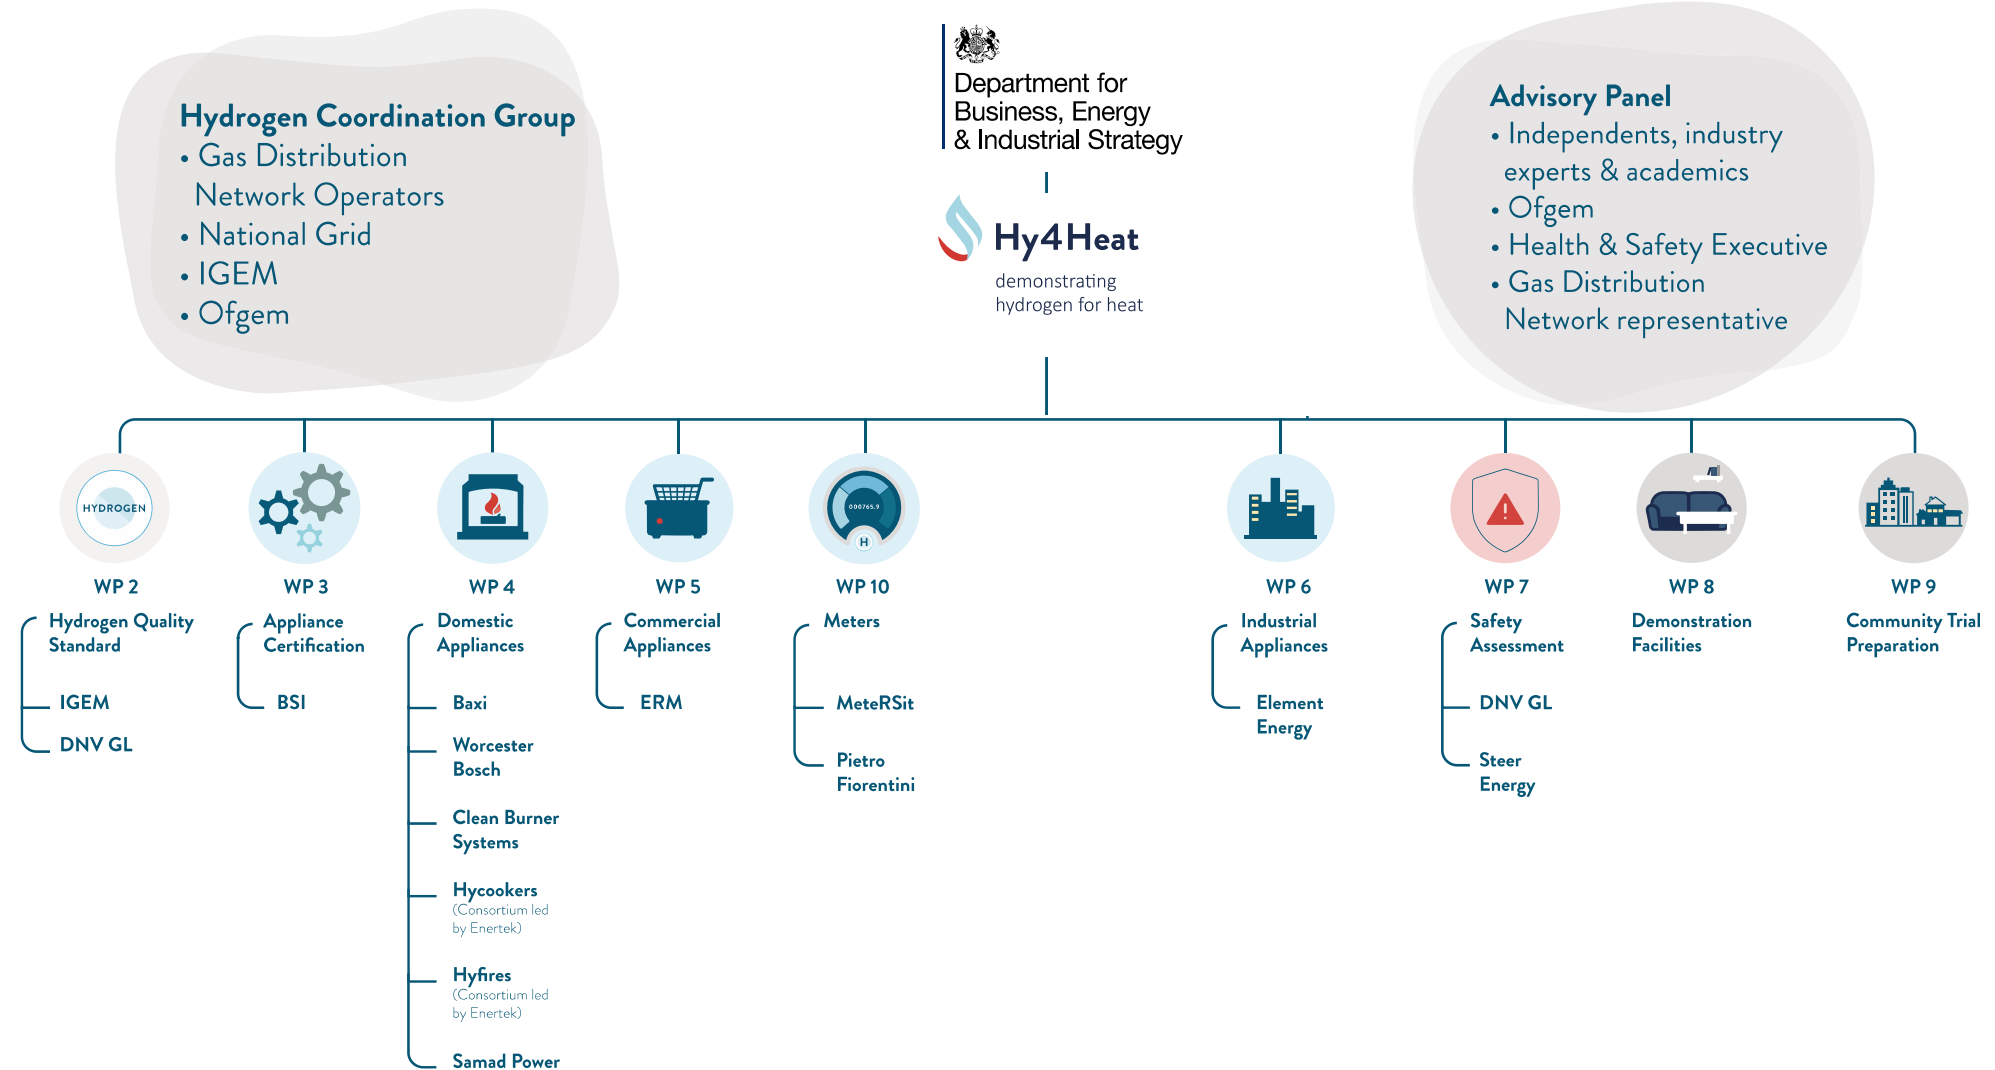 Hydrogen Coordination Group
• Gas Distribution
Network Operators
• National Grid
• IGEM
• Ofgem
Department for
Business, Energy
& Industrial Strategy
Hy4Heat
demonstrating
hydrogen for heat
Advisory Panel
• Independents, industry
experts & academics
• Ofgem
• Health & Safety Executive
• Gas Distribution
Network representative
HYDROGEN
WP 2
Hydrogen Quality
Standard
IGEM
DNV GL
WP 3
Appliance
Certification
BSI
WP 4
Domestic
Appliances
Baxi
Worcester
Bosch
Clean Burner
Systems
Hycookers
(Consortium led
by Enertek)
Hyfires
(Consortium led
by Enertek)
Samad Power
WP 5
Commercial
Appliances
ERM
000765.9
H
WP 10
Meters
MeteRSit
Pietro
Fiorentini
WP 6
Industrial
Appliances
Element
Energy
WP 7
Safety
Assessment
DNV GL
Steer
Energy
WP 8
Demonstration
Facilities
WP 9
Community Trial
Preparation